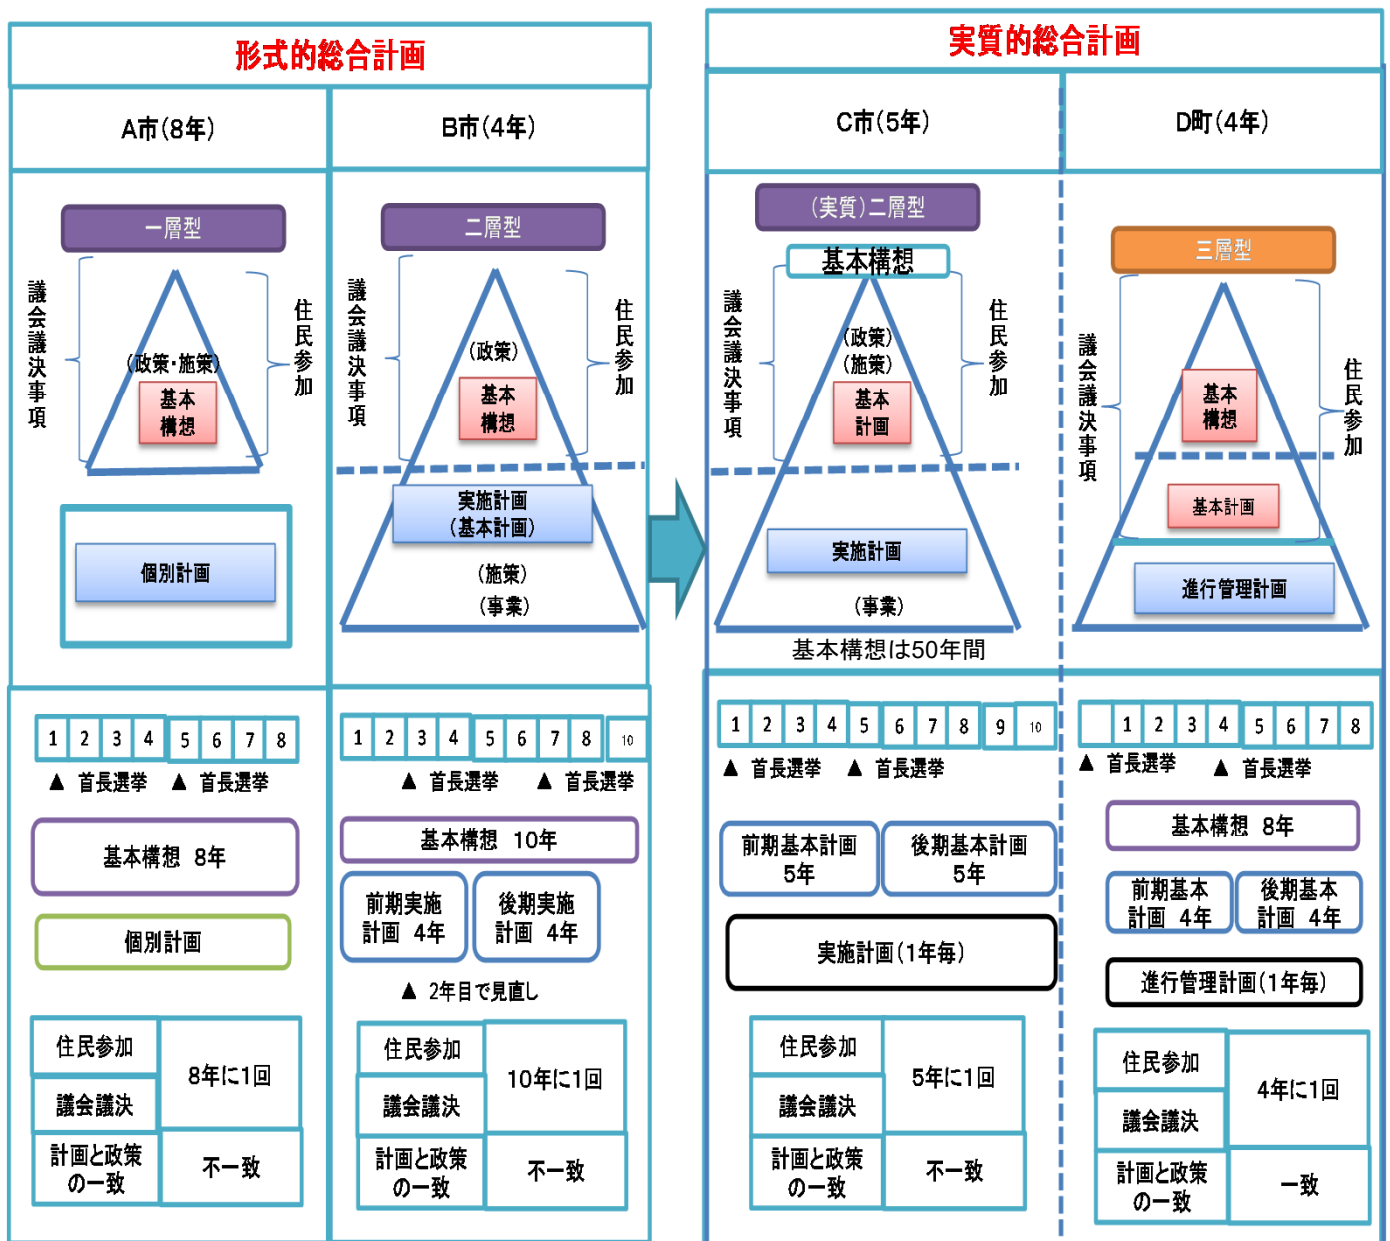 形式的総合計画
A市(8年)
B市(4年)
一層型
議会議決事項
(政策・施策)
基本
構想
住民参加
個別計画
二層型
議会議決事項
(政策)
基本
構想
住民参加
実施計画
(基本計画)
(施策)
(事業)
1 2 3 4 5 6 7 8
▲ 首長選挙 ▲ 首長選挙
基本構想 8年
個別計画
住民参加
議会議決
8年に1回
計画と政策
の一致
不一致
1 2 3 4 5 6 7 8 10
▲ 首長選挙 ▲ 首長選挙
基本構想 10年
前期実施
計画 4年
後期実施
計画 4年
▲ 2年目で見直し
住民参加
議会議決
10年に1回
計画と政策
の一致
不一致
実質的総合計画
C市(5年)
D町(4年)
(実質)二層型
基本構想
議会議決事項
(政策)
(施策)
基本
計画
住民参加
実施計画
(事業)
基本構想は50年間
三層型
議会議決事項
基本
構想
住民参加
基本計画
進行管理計画
1 2 3 4 5 6 7 8 9 10
▲ 首長選挙 ▲ 首長選挙
前期基本計画
5年
後期基本計画
5年
実施計画(1年毎)
住民参加
議会議決
5年に1回
計画と政策
の一致
不一致
1 2 3 4 5 6 7 8
▲ 首長選挙 ▲ 首長選挙
基本構想 8年
前期基本
計画 4年
後期基本
計画 4年
進行管理計画(1年毎)
住民参加
議会議決
4年に1回
計画と政策
の一致
一致